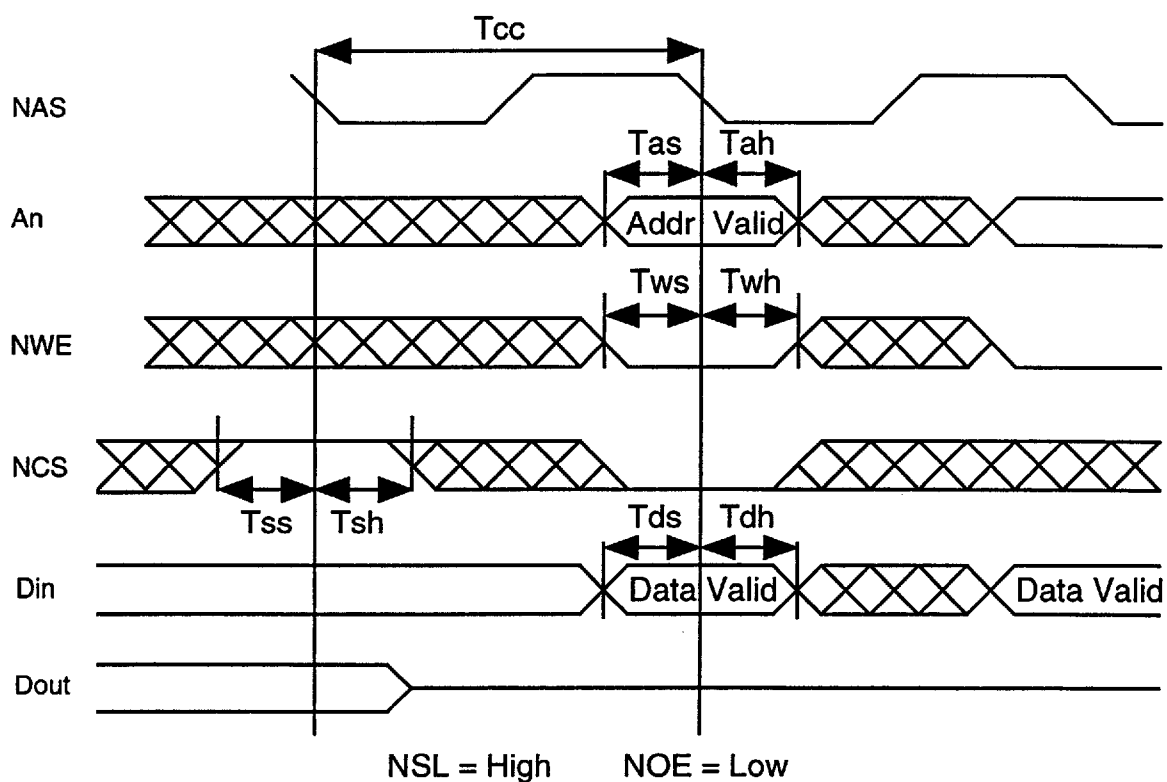 Tcc
NAS
Tas Tah
An
Addr Valid
Tws Twh
NWE
NCS
Tss Tsh
Tds Tdh
Din
Data Valid
Data Valid
Dout
NSL = High NOE = Low